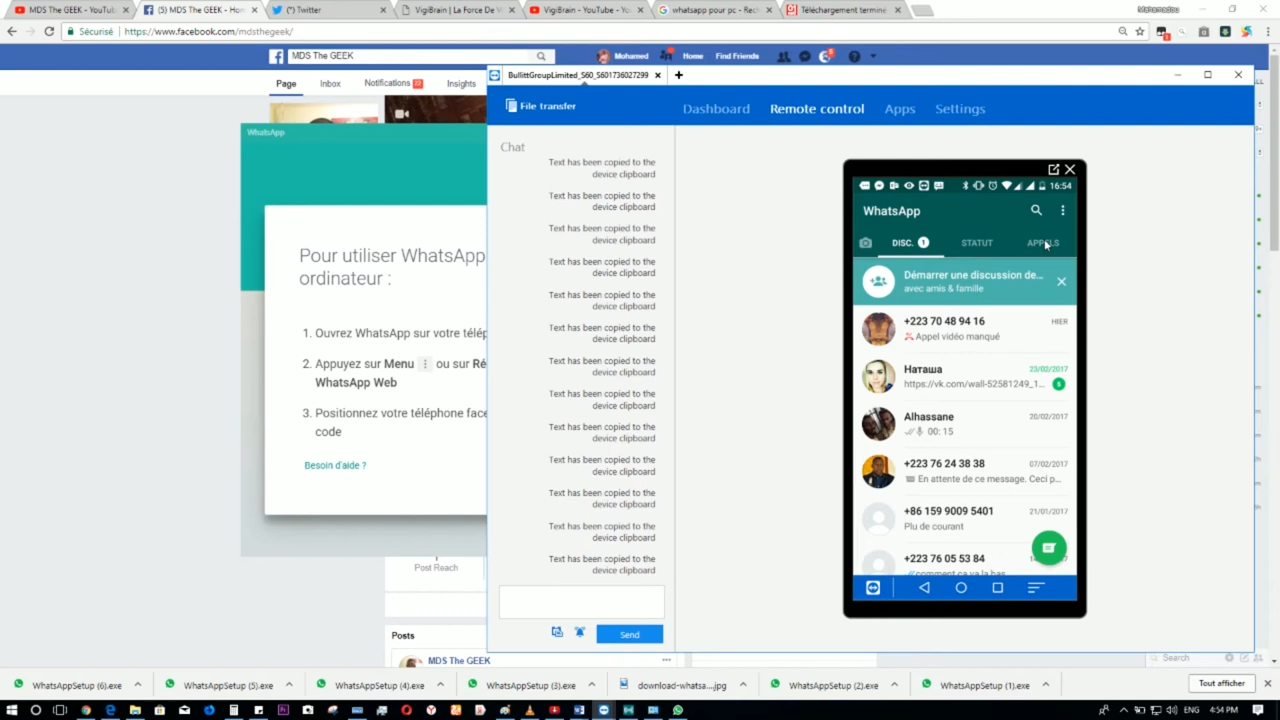 MDS The GEEK - YouTub
(5) MDS The GEEK - Hom
(*) Twitter
VigiBrain | La Force De V
VigiBrain - YouTube - Yo
whatsapp pour pc - Rech
Téléchargement terminé
Mahamadou
Sécurisé
https://www.facebook.com/mdsthegeek/
MDS The GEEK
Mohamed
Home
Find Friends
Page
Inbox
Notifications
Insights
BullittGroupLimited_S60_S601736027299
File transfer
Dashboard
Remote control
Apps
Settings
WhatsApp
Pour utiliser WhatsApp
ordinateur :
1. Ouvrez WhatsApp sur votre télép
2. Appuyez sur Menu ou sur Ré
WhatsApp Web
3. Positionnez votre téléphone face
code
Besoin d'aide ?
Chat
Text has been copied to the
device clipboard
Text has been copied to the
device clipboard
Text has been copied to the
device clipboard
Text has been copied to the
device clipboard
Text has been copied to the
device clipboard
Text has been copied to the
device clipboard
Text has been copied to the
device clipboard
Text has been copied to the
device clipboard
Text has been copied to the
device clipboard
Text has been copied to the
device clipboard
Text has been copied to the
device clipboard
Text has been copied to the
device clipboard
Text has been copied to the
device clipboard
Send
16:54
WhatsApp
DISC. 1
STATUT
APPELS
Démarrer une discussion de...
avec amis & famille
+223 70 48 94 16
HIER
Appel vidéo manqué
Наташа
23/02/2017
https://vk.com/wall-52581249_1...
Alhassane
20/02/2017
00: 15
+223 76 24 38 38
07/02/2017
En attente de ce message. Ceci p...
+86 159 9009 5401
21/01/2017
Plu de courant
+223 76 05 53 84
comment ça va la bas
Post Reach
Posts
MDS The GEEK
Search
WhatsAppSetup (6).exe
WhatsAppSetup (5).exe
WhatsAppSetup (4).exe
WhatsAppSetup (3).exe
download-whatsa....jpg
WhatsAppSetup (2).exe
WhatsAppSetup (1).exe
Tout afficher
ENG
4:54 PM